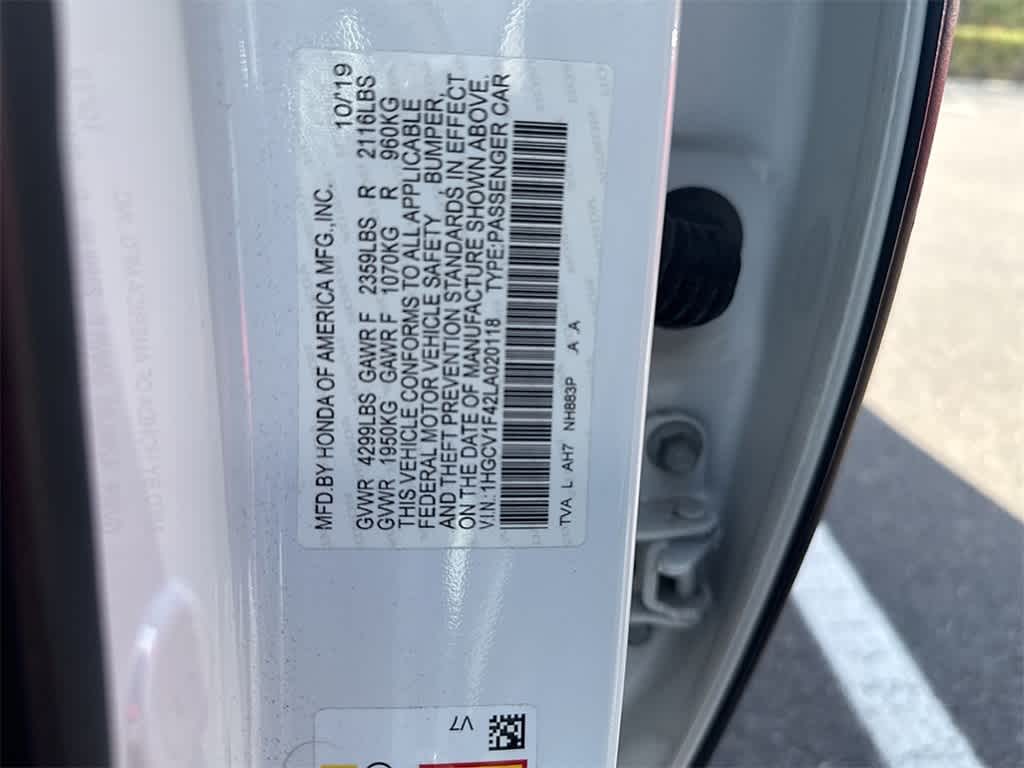 MFD.BY HONDA OF AMERICA MFG.,INC. 10/19
GVWR 4299LBS GAWR F 2359LBS R 2116LBS
GVWR 1950KG GAWR F 1070KG R 960KG
THIS VEHICLE CONFORMS TO ALL APPLICABLE
FEDERAL MOTOR VEHICLE SAFETY, BUMPER,
AND THEFT PREVENTION STANDARDS IN EFFECT
ON THE DATE OF MANUFACTURE SHOWN ABOVE.
V.I.N.:1HGCV1F42LA020118 TYPE:PASSENGER CAR
TVA L AH7 NH883P A A
V7